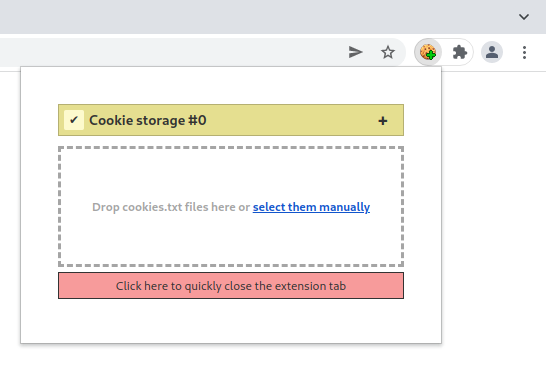 ✔ Cookie storage #0 +
Drop cookies.txt files here or select them manually
Click here to quickly close the extension tab